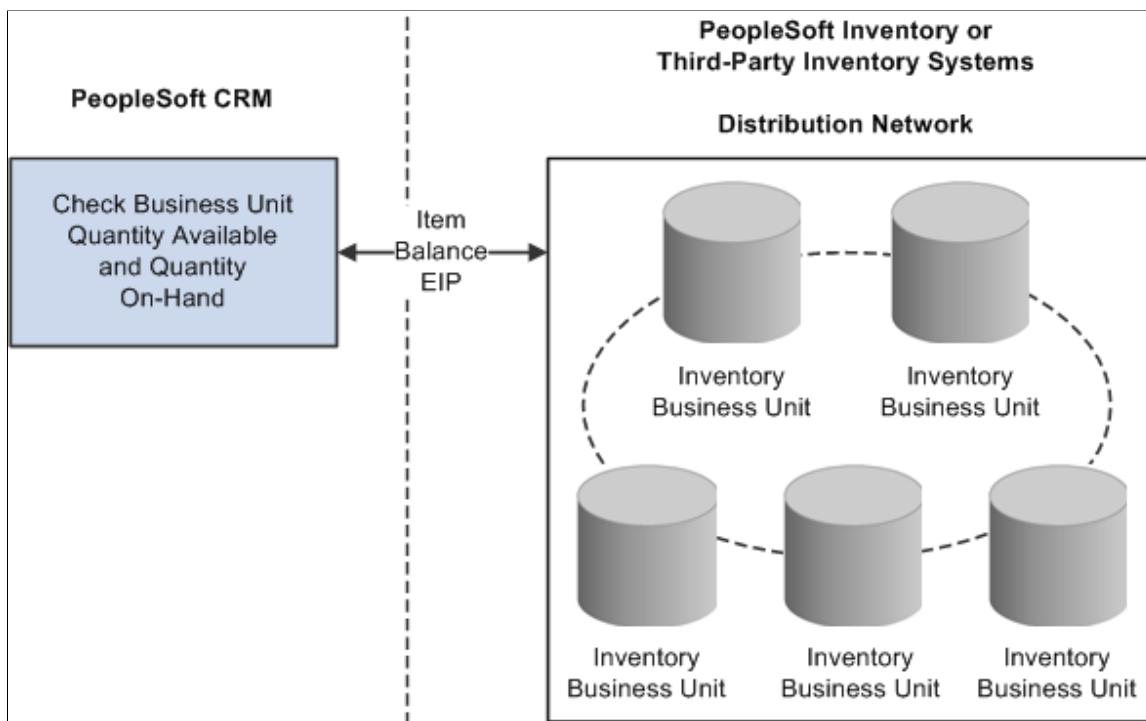 PeopleSoft CRM
Check Business Unit
Quantity Available
and Quantity
On-Hand
Item
Balance
EIP
PeopleSoft Inventory or
Third-Party Inventory Systems
Distribution Network
Inventory
Business Unit
Inventory
Business Unit
Inventory
Business Unit
Inventory
Business Unit
Inventory
Business Unit